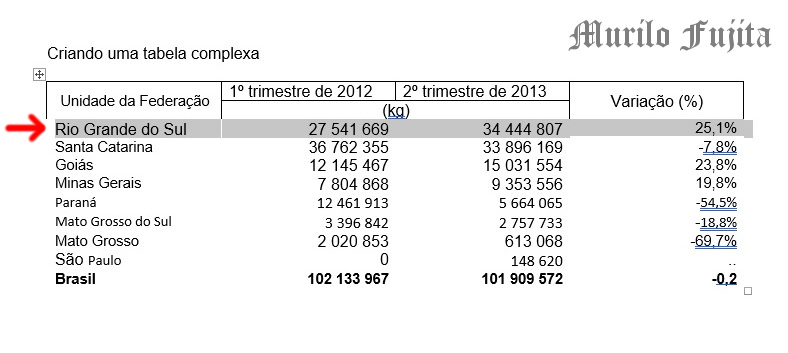 Murilo Fujita
Criando uma tabela complexa
Unidade da Federação 1º trimestre de 2012 2º trimestre de 2013 Variação (%)
(kg)
Rio Grande do Sul 27 541 669 34 444 807 25,1%
Santa Catarina 36 762 355 33 896 169 -7,8%
Goiás 12 145 467 15 031 554 23,8%
Minas Gerais 7 804 868 9 353 556 19,8%
Paraná 12 461 913 5 664 065 -54,5%
Mato Grosso do Sul 3 396 842 2 757 733 -18,8%
Mato Grosso 2 020 853 613 068 -69,7%
São Paulo 0 148 620 ..
Brasil 102 133 967 101 909 572 -0,2